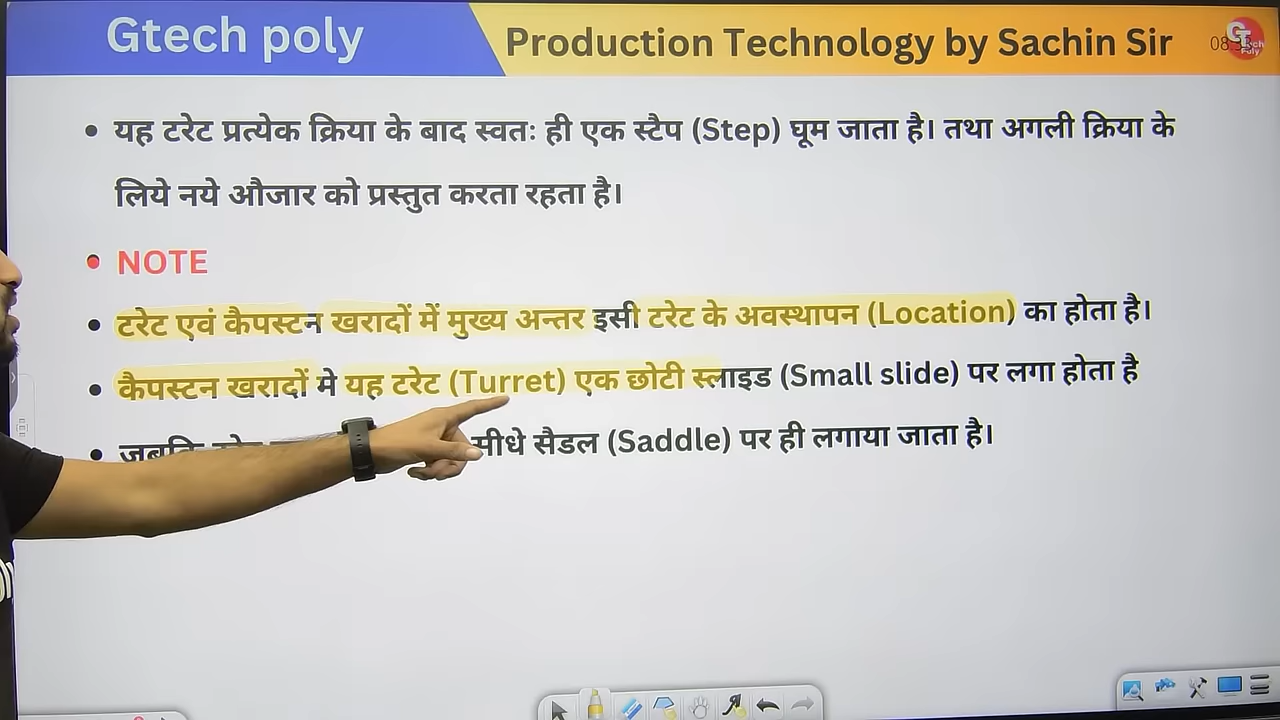 Gtech poly
Production Technology by Sachin Sir
यह टरेट प्रत्येक क्रिया के बाद स्वतः ही एक स्टैप (Step) घूम जाता है। तथा अगली क्रिया के
लिये नये औजार को प्रस्तुत करता रहता है।
NOTE
टरेट एवं कैपस्टन खरादों में मुख्य अन्तर इसी टरेट के अवस्थापन (Location) का होता है।
कैपस्टन खरादों मे यह टरेट (Turret) एक छोटी स्लाइड (Small slide) पर लगा होता है
जबकि सीधे सैडल (Saddle) पर ही लगाया जाता है।